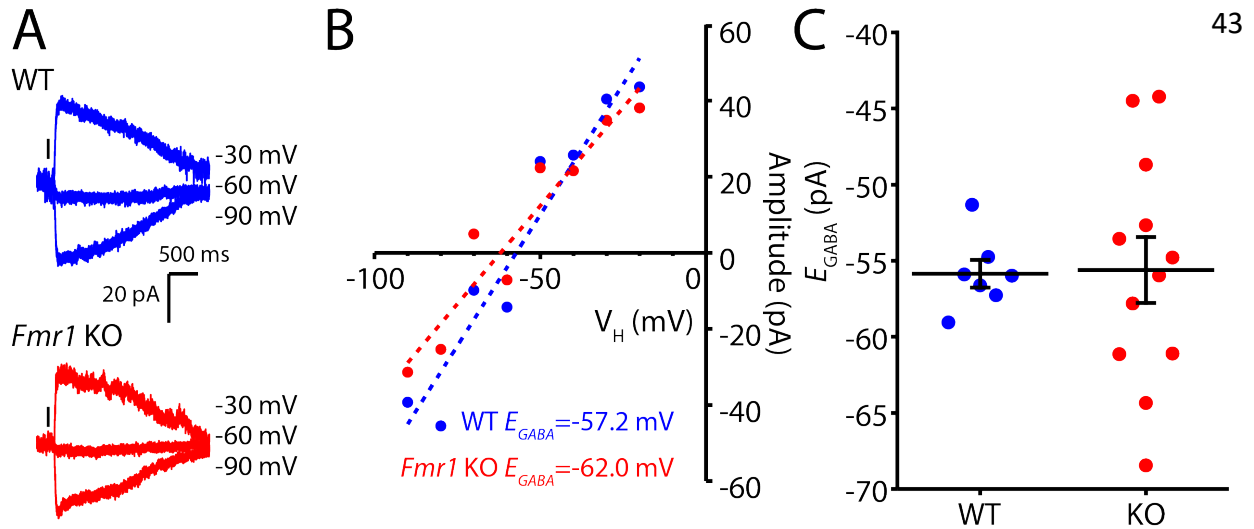 A
WT
-30 mV
-60 mV
-90 mV
500 ms
20 pA
Fmr1 KO
-30 mV
-60 mV
-90 mV
B
60
40
20
0
-20
-40
-60
-100
-50
0
Amplitude (pA)
V_H (mV)
WT E_GABA=-57.2 mV
Fmr1 KO E_GABA=-62.0 mV
C
43
-40
-45
-50
-55
-60
-65
-70
E_GABA (pA)
WT
KO